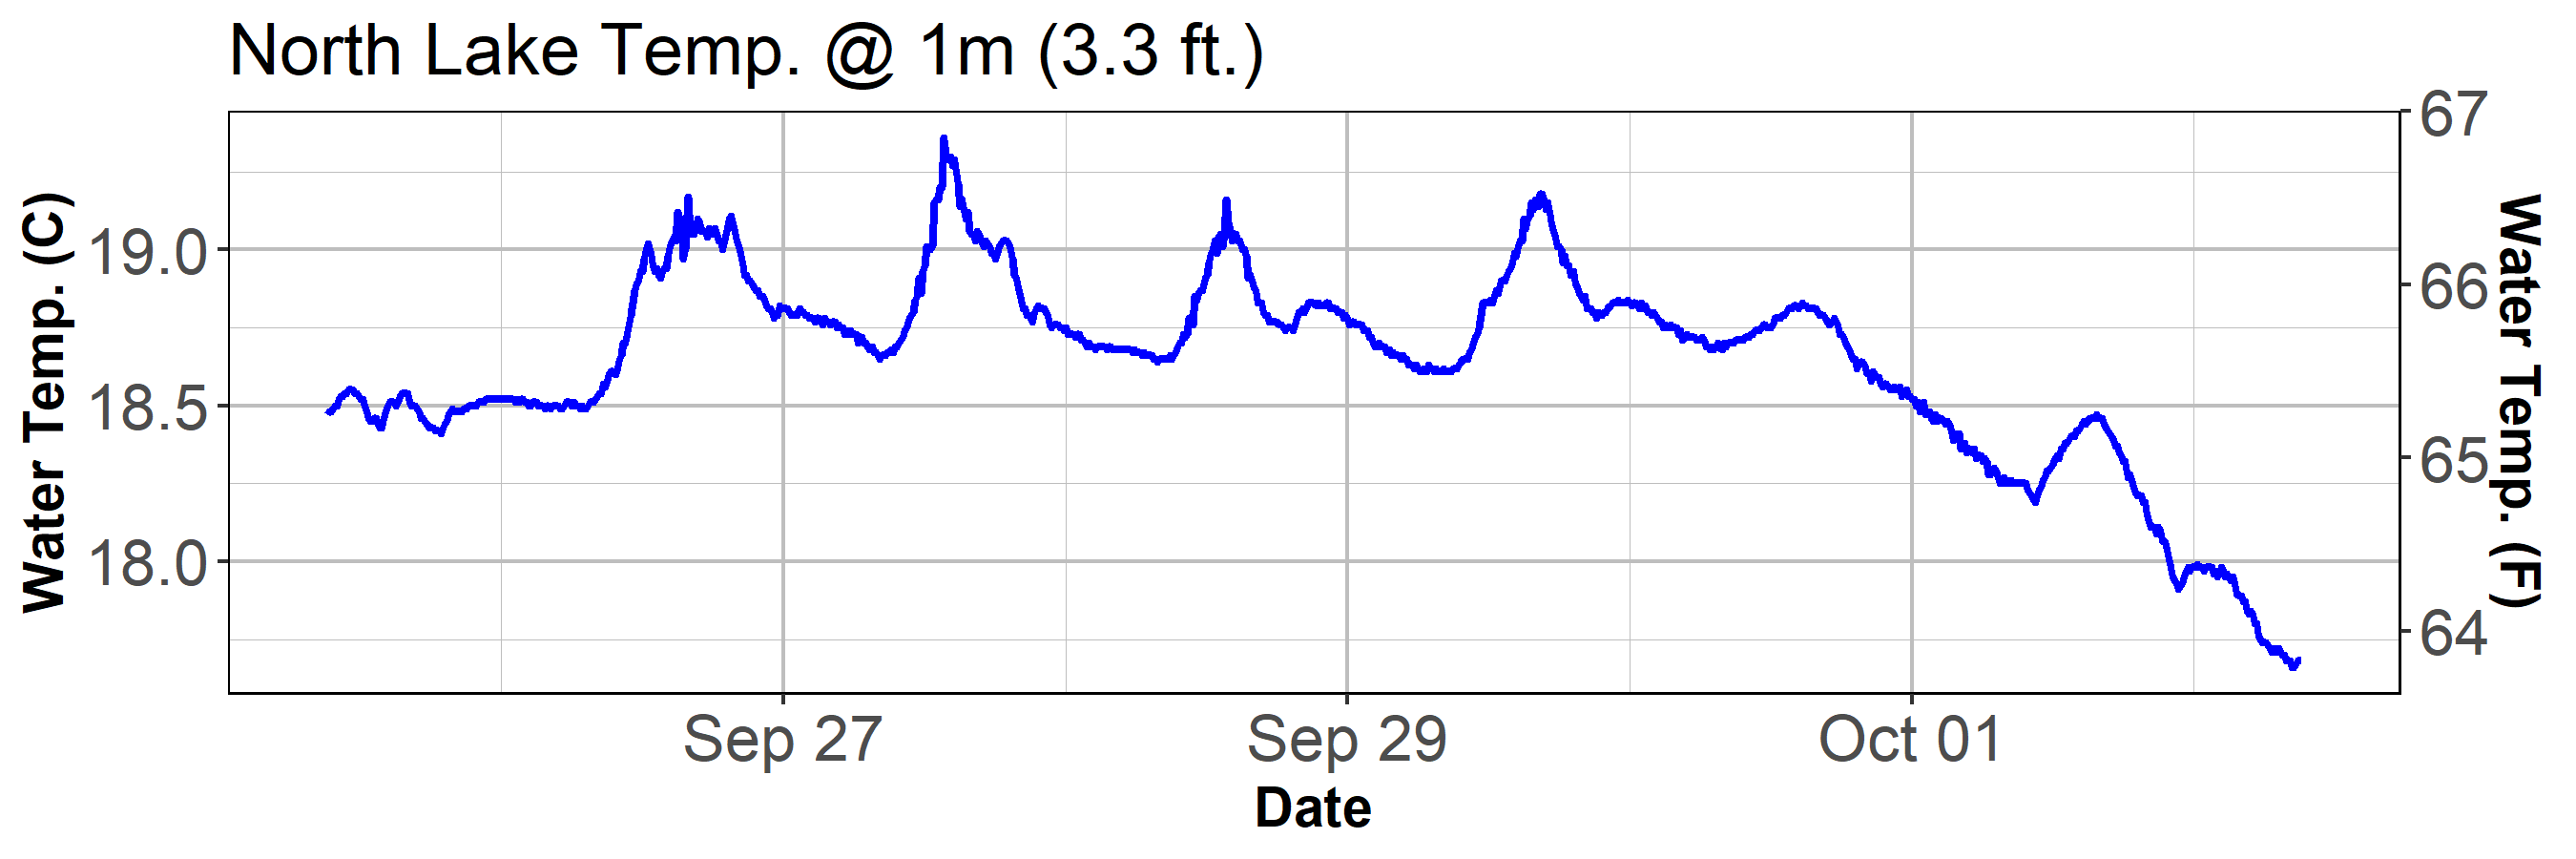 North Lake Temp. @ 1m (3.3 ft.)
Water Temp. (C)
19.0
18.5
18.0
67
66
65
64
Water Temp. (F)
Sep 27
Sep 29
Oct 01
Date